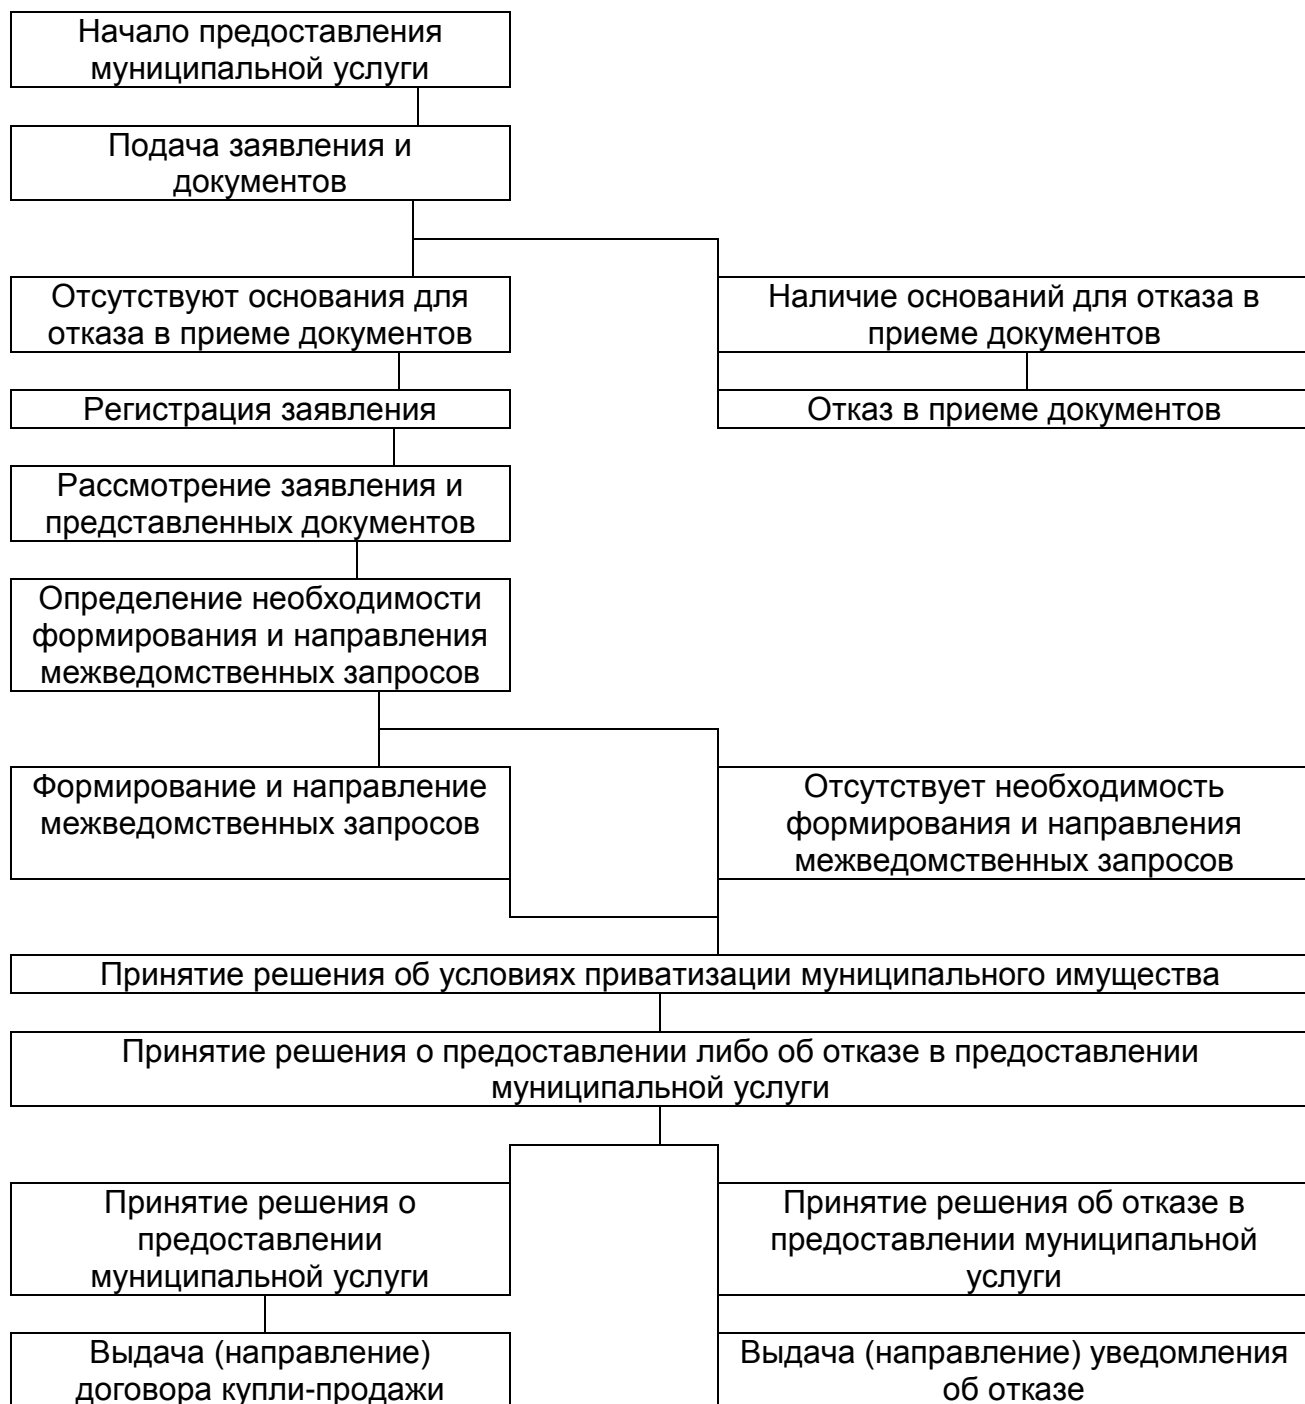 Начало предоставления
муниципальной услуги
Подача заявления и
документов
Отсутствуют основания для
отказа в приеме документов
Наличие оснований для отказа в
приеме документов
Регистрация заявления
Отказ в приеме документов
Рассмотрение заявления и
представленных документов
Определение необходимости
формирования и направления
межведомственных запросов
Формирование и направление
межведомственных запросов
Отсутствует необходимость
формирования и направления
межведомственных запросов
Принятие решения об условиях приватизации муниципального имущества
Принятие решения о предоставлении либо об отказе в предоставлении
муниципальной услуги
Принятие решения о
предоставлении
муниципальной услуги
Принятие решения об отказе в
предоставлении муниципальной
услуги
Выдача (направление)
договора купли-продажи
Выдача (направление) уведомления
об отказе